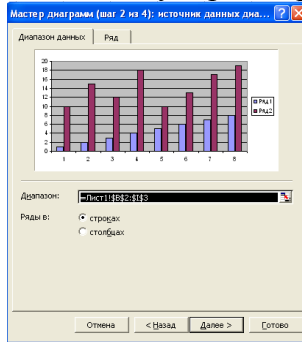 Мастер диаграмм (шаг 2 из 4): источник данных диа...
Диапазон данных Ряд
20
18
16
14
12
10
8
6
4
2
0
1 2 3 4 5 6 7 8
Ряд1
Ряд2
Диапазон: =Лист1!$B$2:$I$3
Ряды в: строках
столбцах
Отмена < Назад Далее > Готово